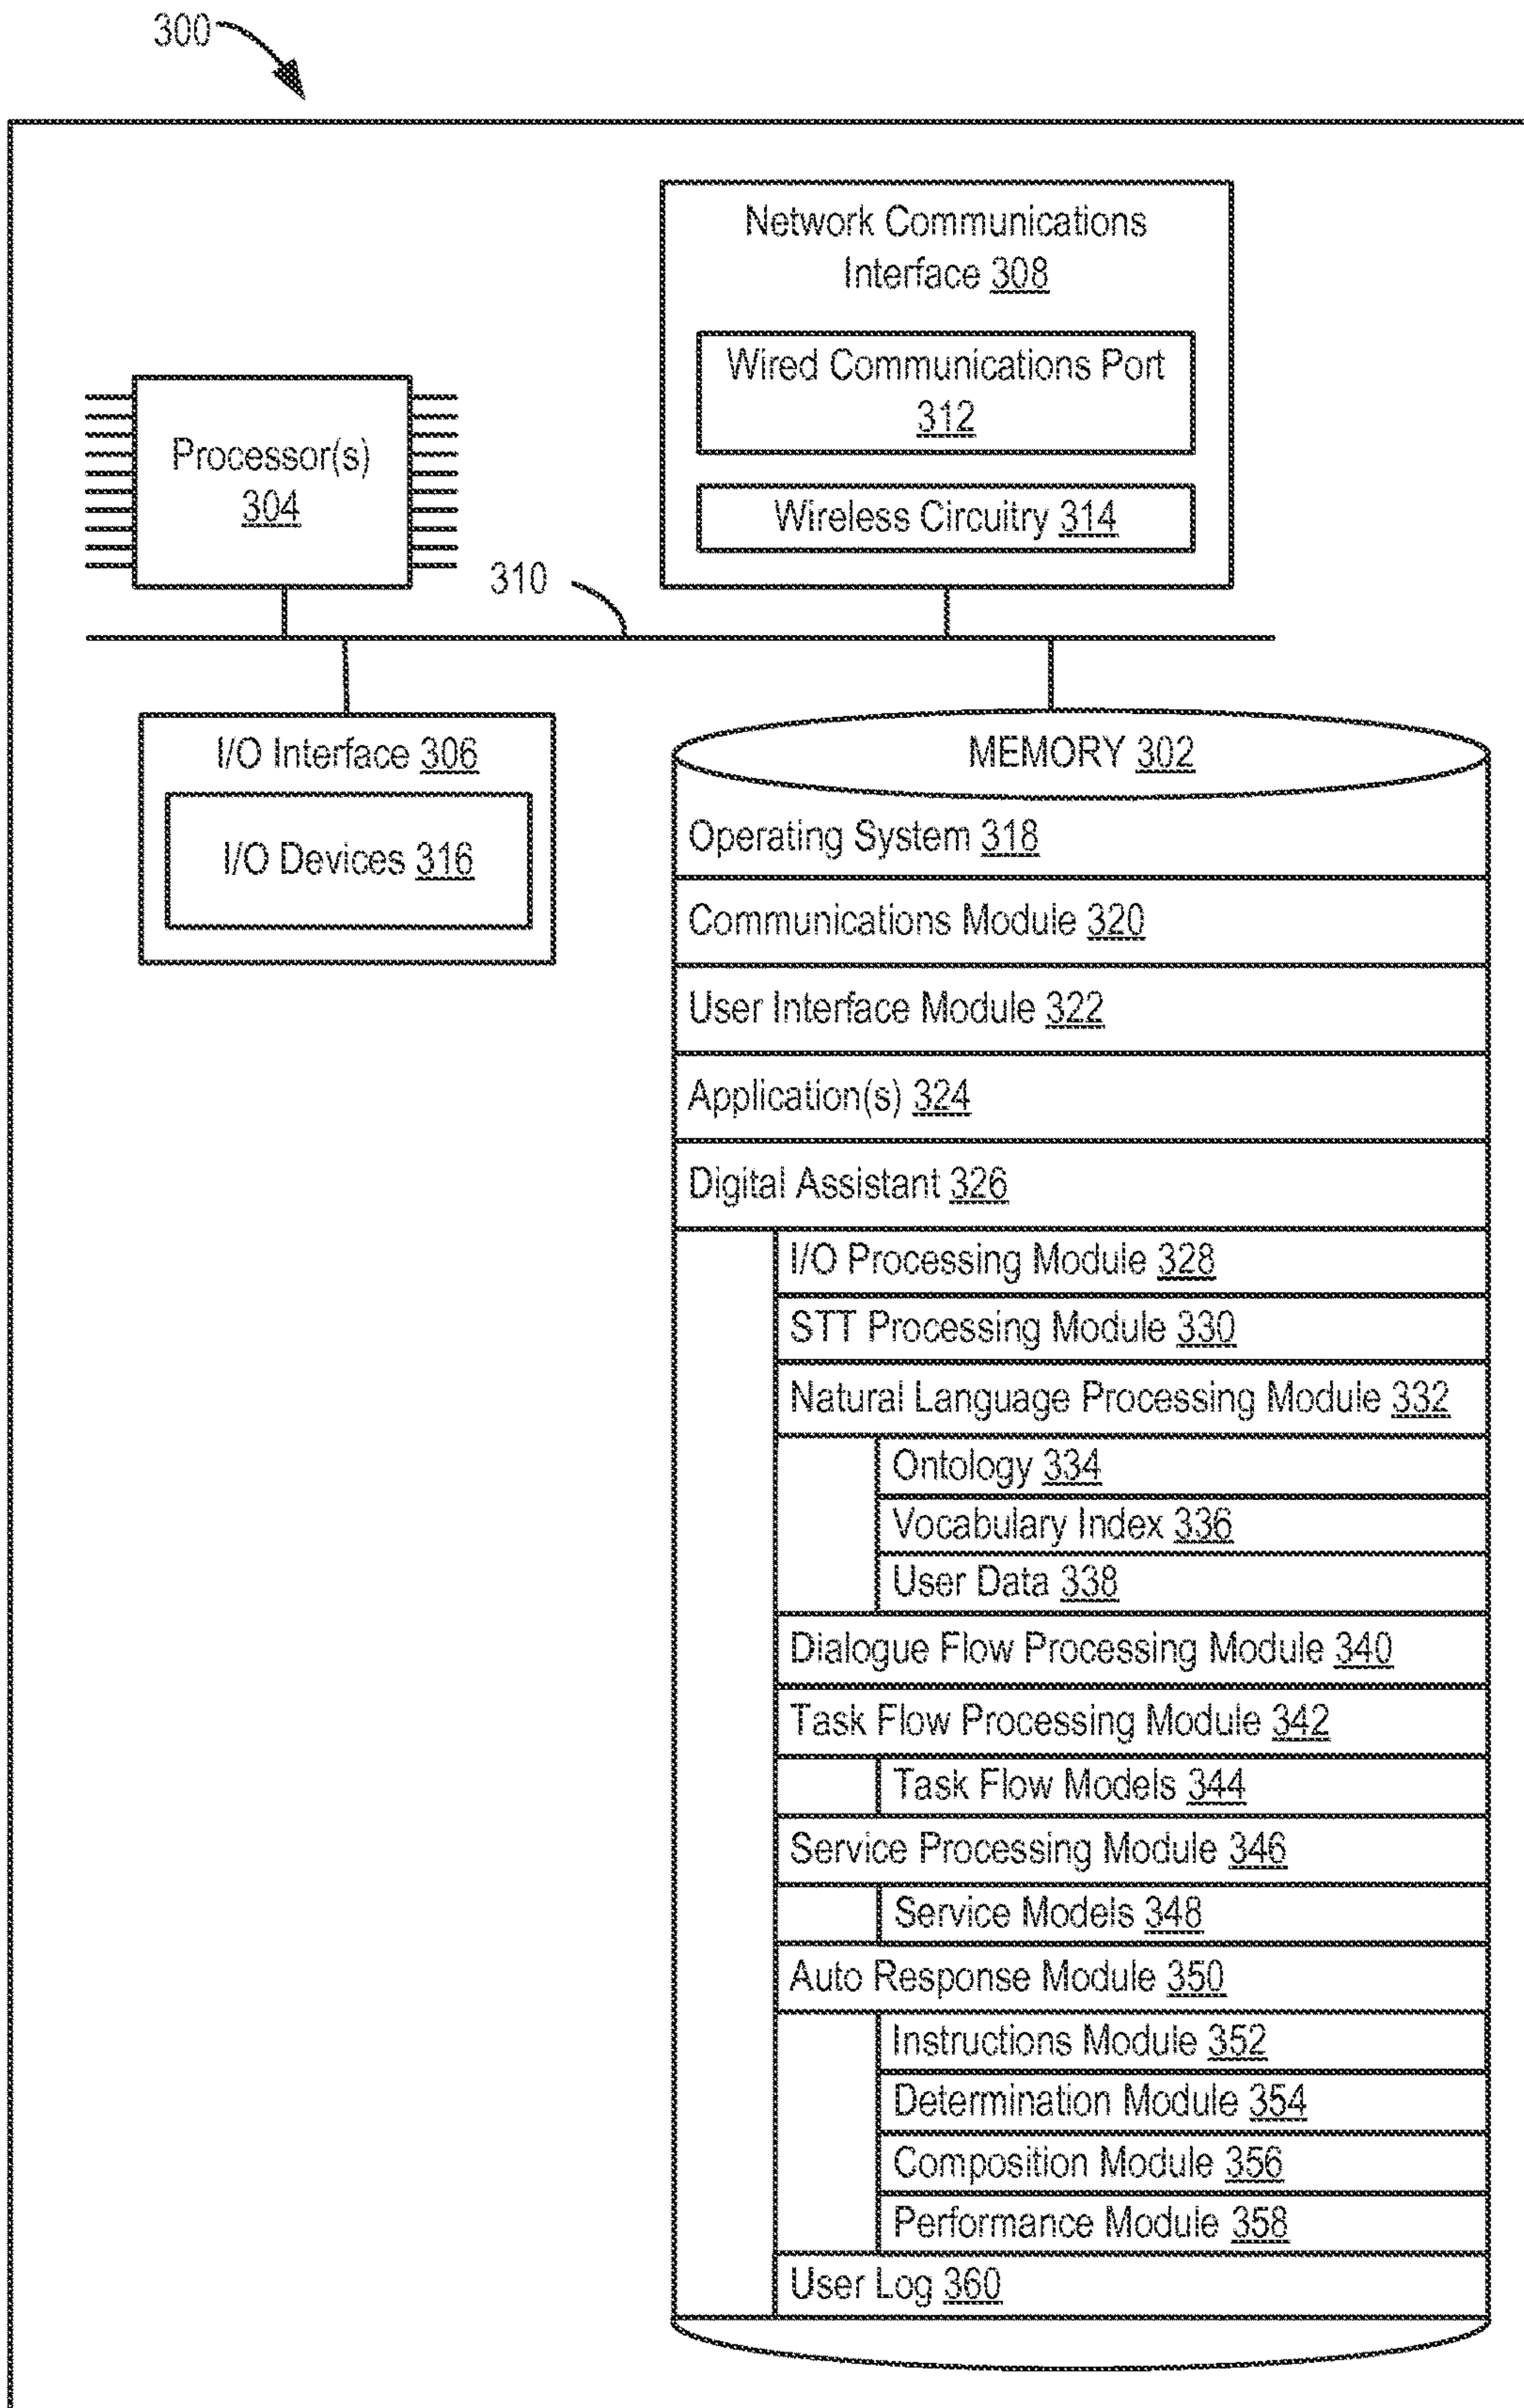 300
Network Communications
Interface 308
Wired Communications Port
312
Wireless Circuitry 314
Processor(s)
304
310
I/O Interface 306
I/O Devices 316
MEMORY 302
Operating System 318
Communications Module 320
User Interface Module 322
Application(s) 324
Digital Assistant 326
I/O Processing Module 328
STT Processing Module 330
Natural Language Processing Module 332
Ontology 334
Vocabulary Index 336
User Data 338
Dialogue Flow Processing Module 340
Task Flow Processing Module 342
Task Flow Models 344
Service Processing Module 346
Service Models 348
Auto Response Module 350
Instructions Module 352
Determination Module 354
Composition Module 356
Performance Module 358
User Log 360